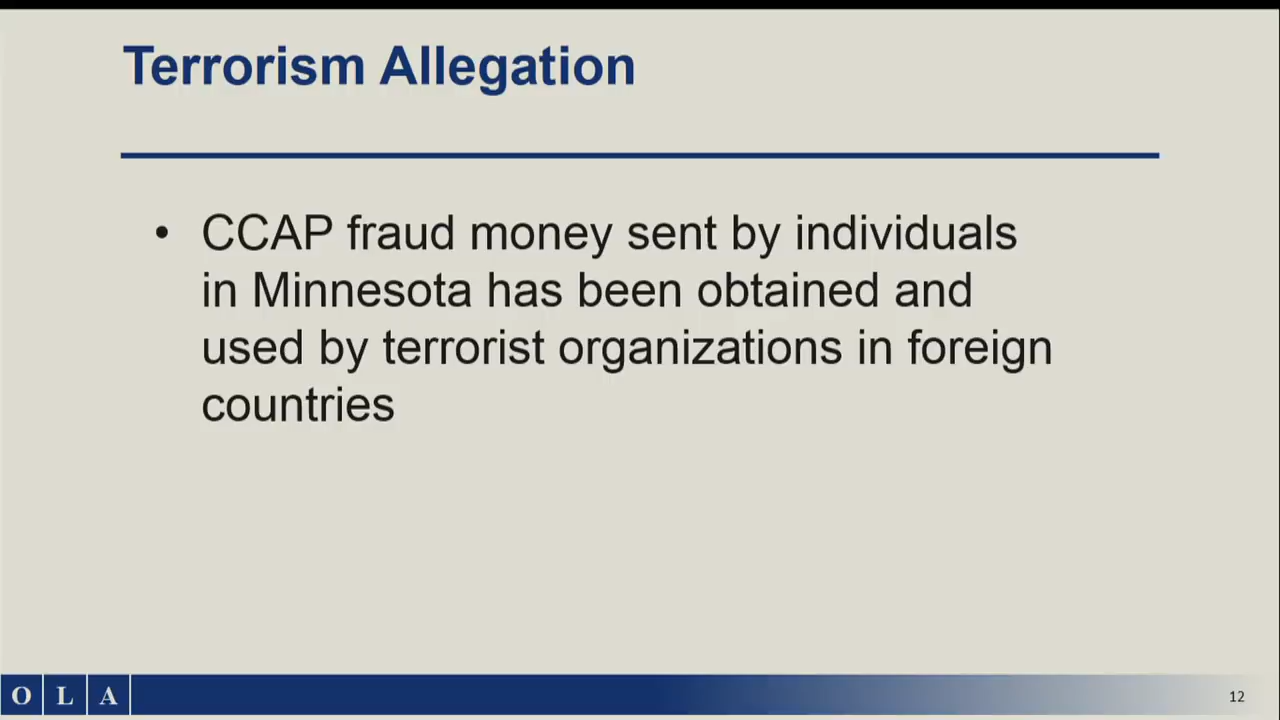 Terrorism Allegation
• CCAP fraud money sent by individuals
in Minnesota has been obtained and
used by terrorist organizations in foreign
countries
O L A
12